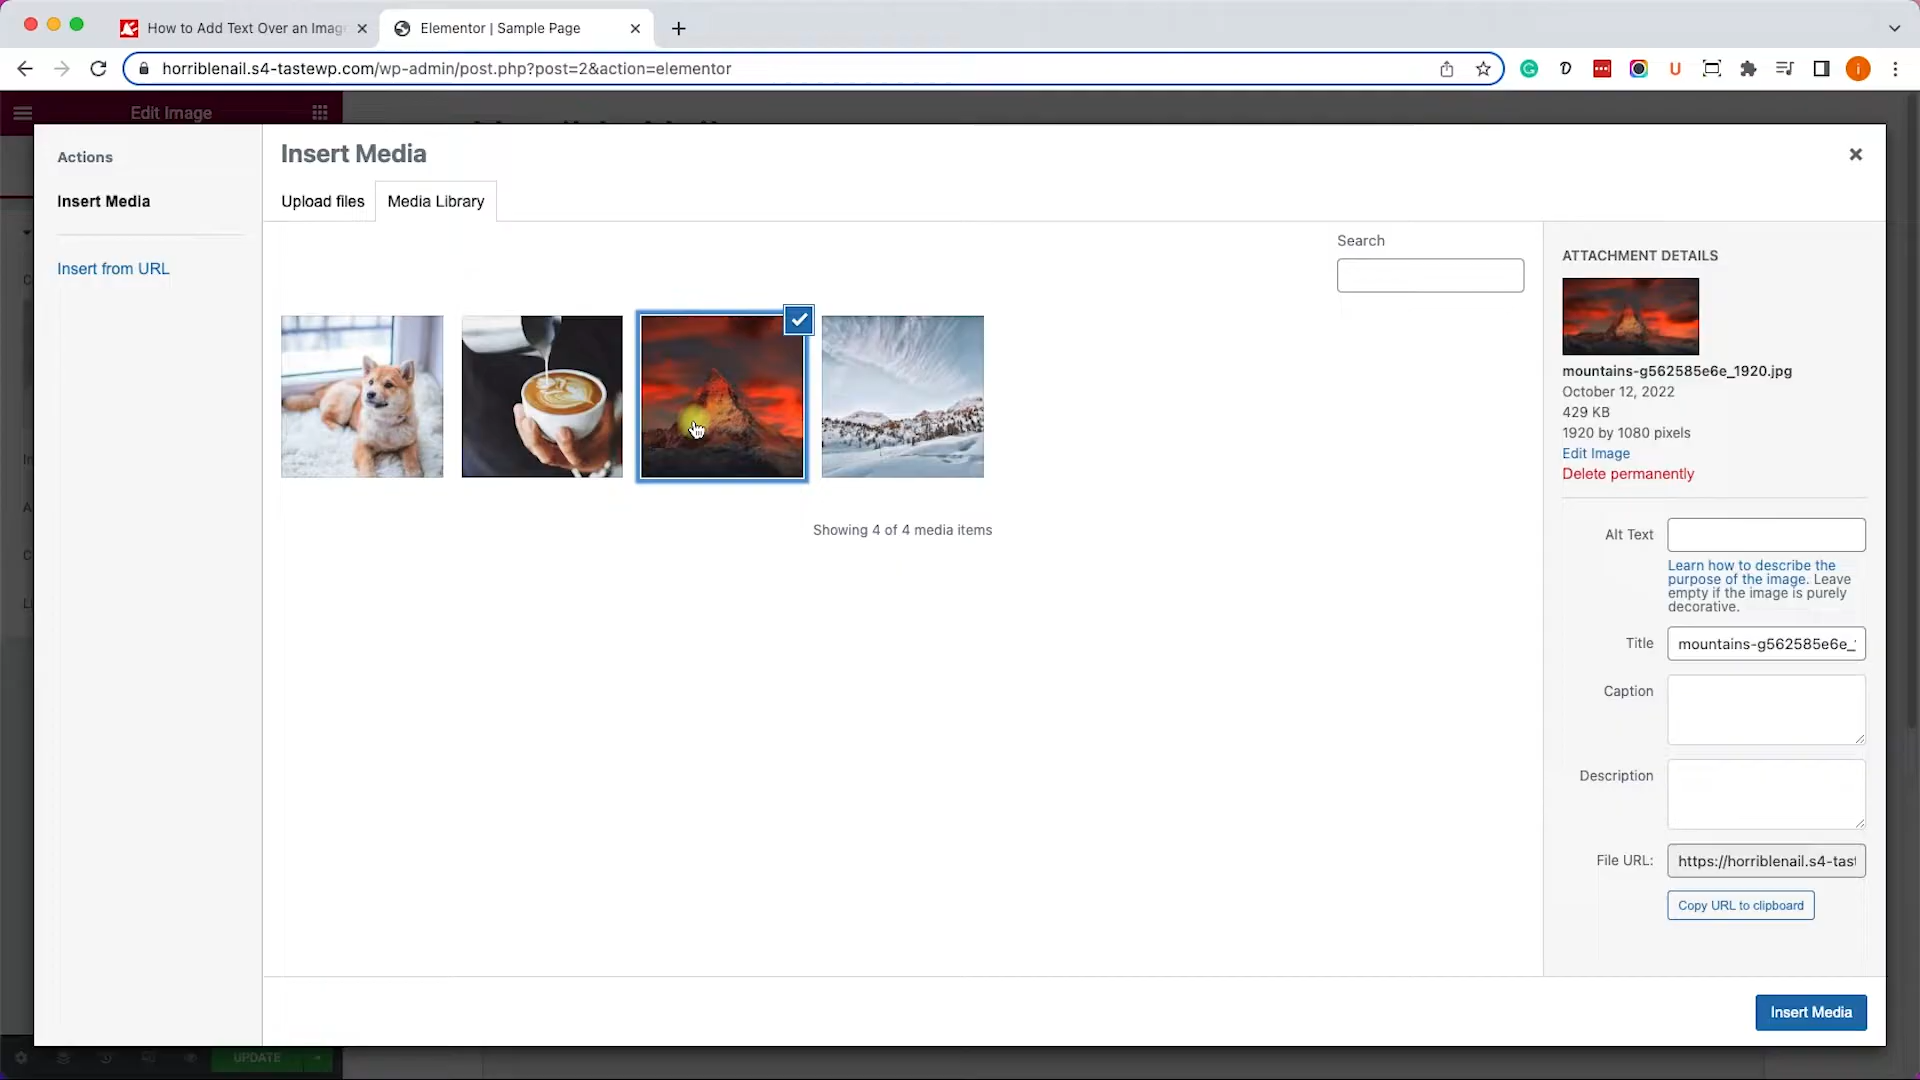 How to Add Text Over an Imag
Elementor | Sample Page
horriblenail.s4-tastewp.com/wp-admin/post.php?post=2&action=elementor
Edit Image
Actions
Insert Media
Insert from URL
Insert Media
Upload files
Media Library
Search
Showing 4 of 4 media items
ATTACHMENT DETAILS
mountains-g562585e6e_1920.jpg
October 12, 2022
429 KB
1920 by 1080 pixels
Edit Image
Delete permanently
Alt Text
Learn how to describe the
purpose of the image. Leave
empty if the image is purely
decorative.
Title
mountains-g562585e6e_
Caption
Description
File URL:
https://horriblenail.s4-tast
Copy URL to clipboard
Insert Media
UPDATE